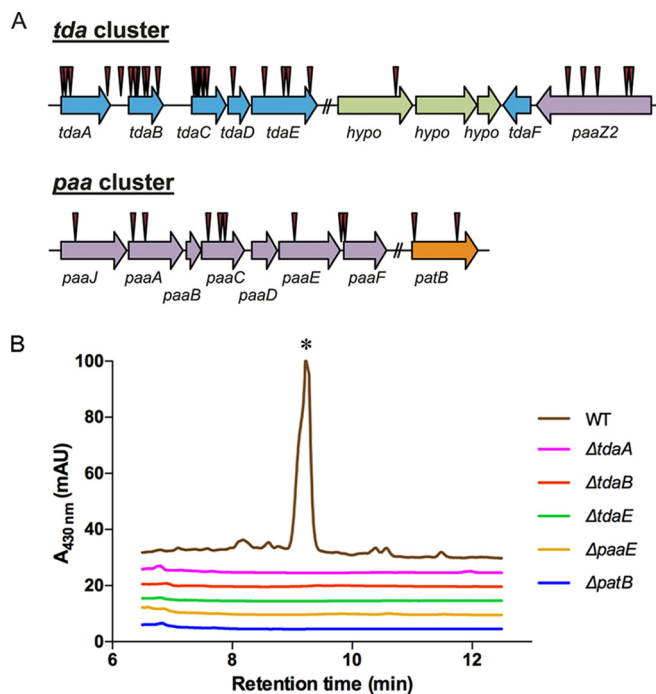 A
tda cluster
tdaA tdaB tdaC tdaD tdaE // hypo hypo hypo tdaF paaZ2
paa cluster
paaJ paaA paaB paaC paaD paaE paaF // patB
B
*
100
80
60
40
20
0
A430 nm (mAU)
6 8 10 12
Retention time (min)
WT
ΔtdaA
ΔtdaB
ΔtdaE
ΔpaaE
ΔpatB